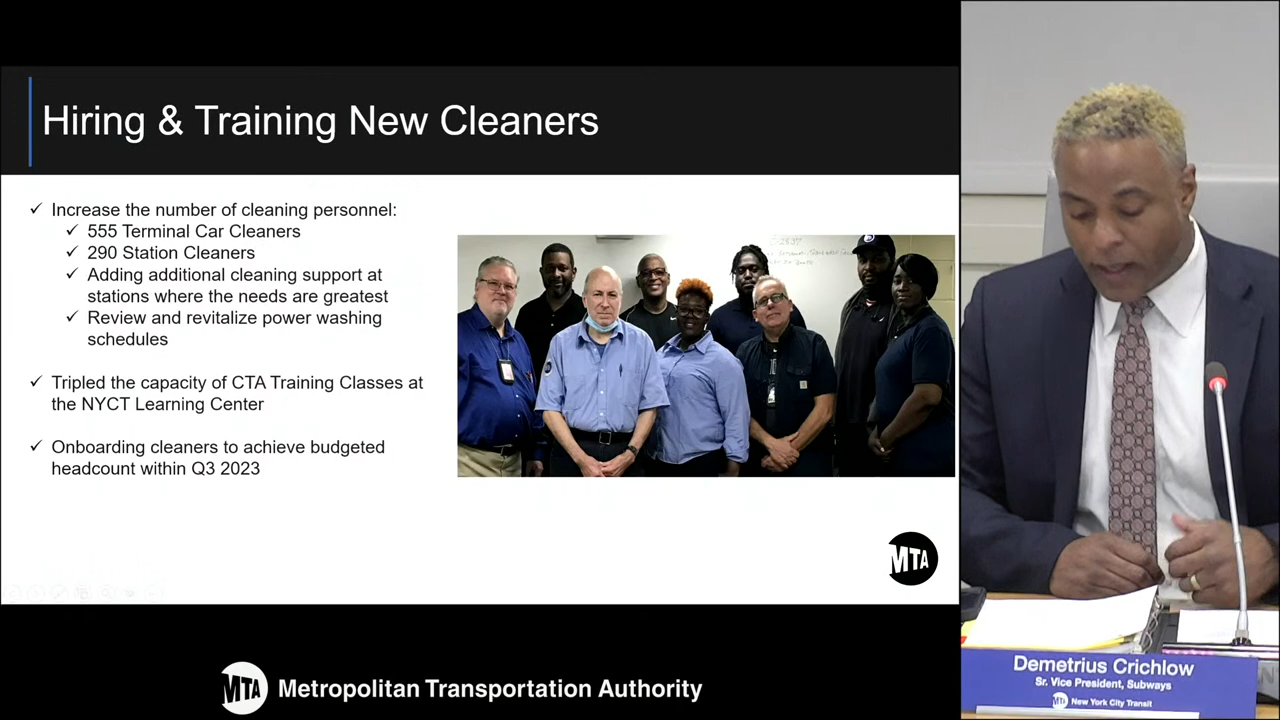 Hiring & Training New Cleaners
✓ Increase the number of cleaning personnel:
✓ 555 Terminal Car Cleaners
✓ 290 Station Cleaners
✓ Adding additional cleaning support at
stations where the needs are greatest
✓ Review and revitalize power washing
schedules
✓ Tripled the capacity of CTA Training Classes at
the NYCT Learning Center
✓ Onboarding cleaners to achieve budgeted
headcount within Q3 2023
MTA
MTA Metropolitan Transportation Authority
Demetrius Crichlow
Sr. Vice President, Subways
MTA New York City Transit